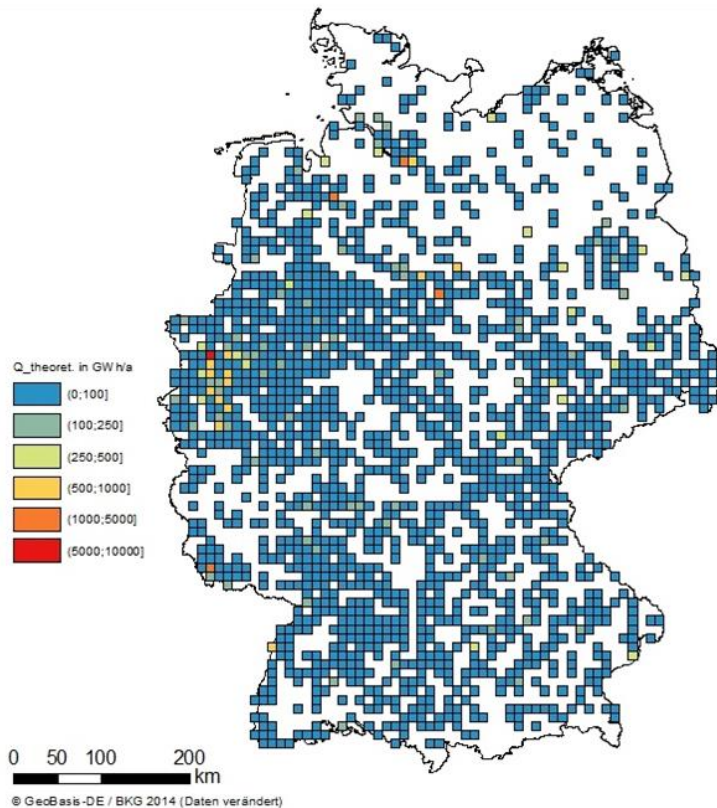 Q_theoret. in GW h/a
(0;100]
(100;250]
(250;500]
(500;1000]
(1000;5000]
(5000;10000]
0 50 100 200
km
© GeoBasis-DE / BKG 2014 (Daten verändert)